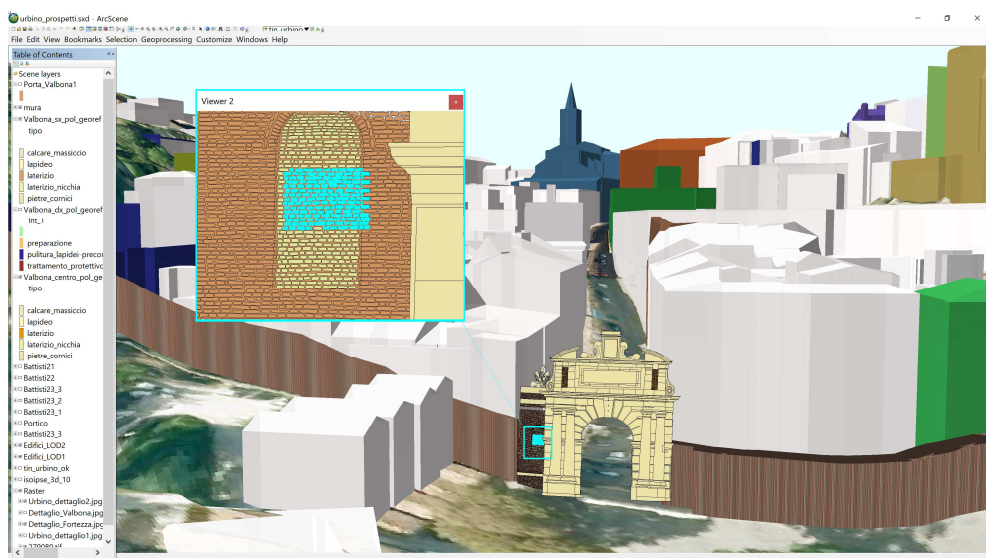 urbino_prospetti.sxd - ArcScene
tin_urbino
File Edit View Bookmarks Selection Geoprocessing Customize Windows Help
Table of Contents
Scene layers
Porta_Valbona1
mura
Valbona_sx_pol_georef
tipo
calcare_massiccio
lapideo
laterizio
laterizio_nicchia
pietre_cornici
Valbona_dx_pol_georef
preparazione
pulitura_lapidei-precor
trattamento_protettivo
Valbona_centro_pol_ge
tipo
calcare_massiccio
lapideo
laterizio
laterizio_nicchia
pietre_cornici
Battisti21
Battisti22
Battisti23_3
Battisti23_2
Battisti23_1
Portico
Battisti23_3
Edifici_LOD2
Edifici_LOD1
tin_urbino_ok
isoipse_3d_10
Raster
Urbino_dettaglio2.jpg
Dettaglio_Valbona.jpg
Dettaglio_Fortezza.jpg
Urbino_dettaglio1.jpg
Viewer 2